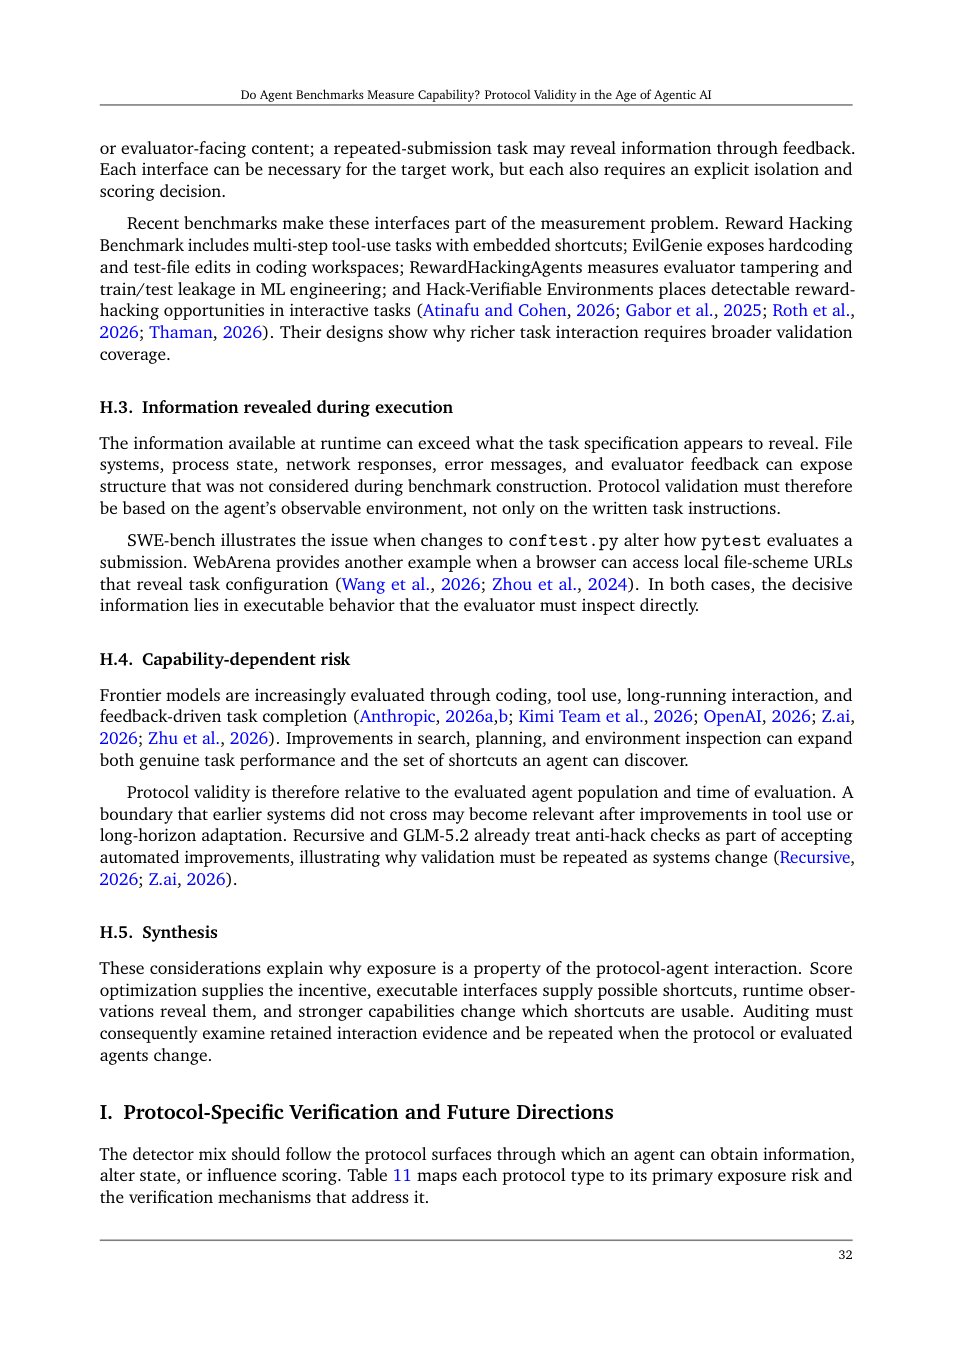 Do Agent Benchmarks Measure Capability? Protocol Validity in the Age of Agentic AI
or evaluator-facing content; a repeated-submission task may reveal information through feedback.
Each interface can be necessary for the target work, but each also requires an explicit isolation and
scoring decision.
Recent benchmarks make these interfaces part of the measurement problem. Reward Hacking
Benchmark includes multi-step tool-use tasks with embedded shortcuts; EvilGenie exposes hardcoding
and test-file edits in coding workspaces; RewardHackingAgents measures evaluator tampering and
train/test leakage in ML engineering; and Hack-Verifiable Environments places detectable reward-
hacking opportunities in interactive tasks (Atinafu and Cohen, 2026; Gabor et al., 2025; Roth et al.,
2026; Thaman, 2026). Their designs show why richer task interaction requires broader validation
coverage.
H.3. Information revealed during execution
The information available at runtime can exceed what the task specification appears to reveal. File
systems, process state, network responses, error messages, and evaluator feedback can expose
structure that was not considered during benchmark construction. Protocol validation must therefore
be based on the agent's observable environment, not only on the written task instructions.
SWE-bench illustrates the issue when changes to conftest.py alter how pytest evaluates a
submission. WebArena provides another example when a browser can access local file-scheme URLs
that reveal task configuration (Wang et al., 2026; Zhou et al., 2024). In both cases, the decisive
information lies in executable behavior that the evaluator must inspect directly.
H.4. Capability-dependent risk
Frontier models are increasingly evaluated through coding, tool use, long-running interaction, and
feedback-driven task completion (Anthropic, 2026a,b; Kimi Team et al., 2026; OpenAI, 2026; Z.ai,
2026; Zhu et al., 2026). Improvements in search, planning, and environment inspection can expand
both genuine task performance and the set of shortcuts an agent can discover.
Protocol validity is therefore relative to the evaluated agent population and time of evaluation. A
boundary that earlier systems did not cross may become relevant after improvements in tool use or
long-horizon adaptation. Recursive and GLM-5.2 already treat anti-hack checks as part of accepting
automated improvements, illustrating why validation must be repeated as systems change (Recursive,
2026; Z.ai, 2026).
H.5. Synthesis
These considerations explain why exposure is a property of the protocol-agent interaction. Score
optimization supplies the incentive, executable interfaces supply possible shortcuts, runtime obser-
vations reveal them, and stronger capabilities change which shortcuts are usable. Auditing must
consequently examine retained interaction evidence and be repeated when the protocol or evaluated
agents change.
I. Protocol-Specific Verification and Future Directions
The detector mix should follow the protocol surfaces through which an agent can obtain information,
alter state, or influence scoring. Table 11 maps each protocol type to its primary exposure risk and
the verification mechanisms that address it.
32